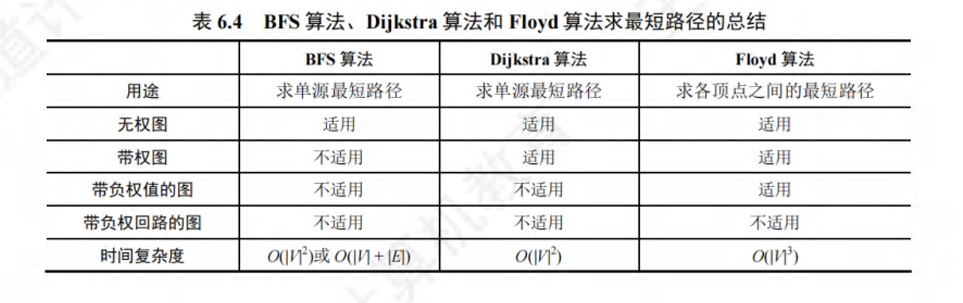 表 6.4 BFS 算法、Dijkstra 算法和 Floyd 算法求最短路径的总结
BFS 算法 Dijkstra 算法 Floyd 算法
用途 求单源最短路径 求单源最短路径 求各顶点之间的最短路径
无权图 适用 适用 适用
带权图 不适用 适用 适用
带负权值的图 不适用 不适用 适用
带负权回路的图 不适用 不适用 不适用
时间复杂度 O(|V|²)或 O(|V| + |E|) O(|V|²) O(|V|³)